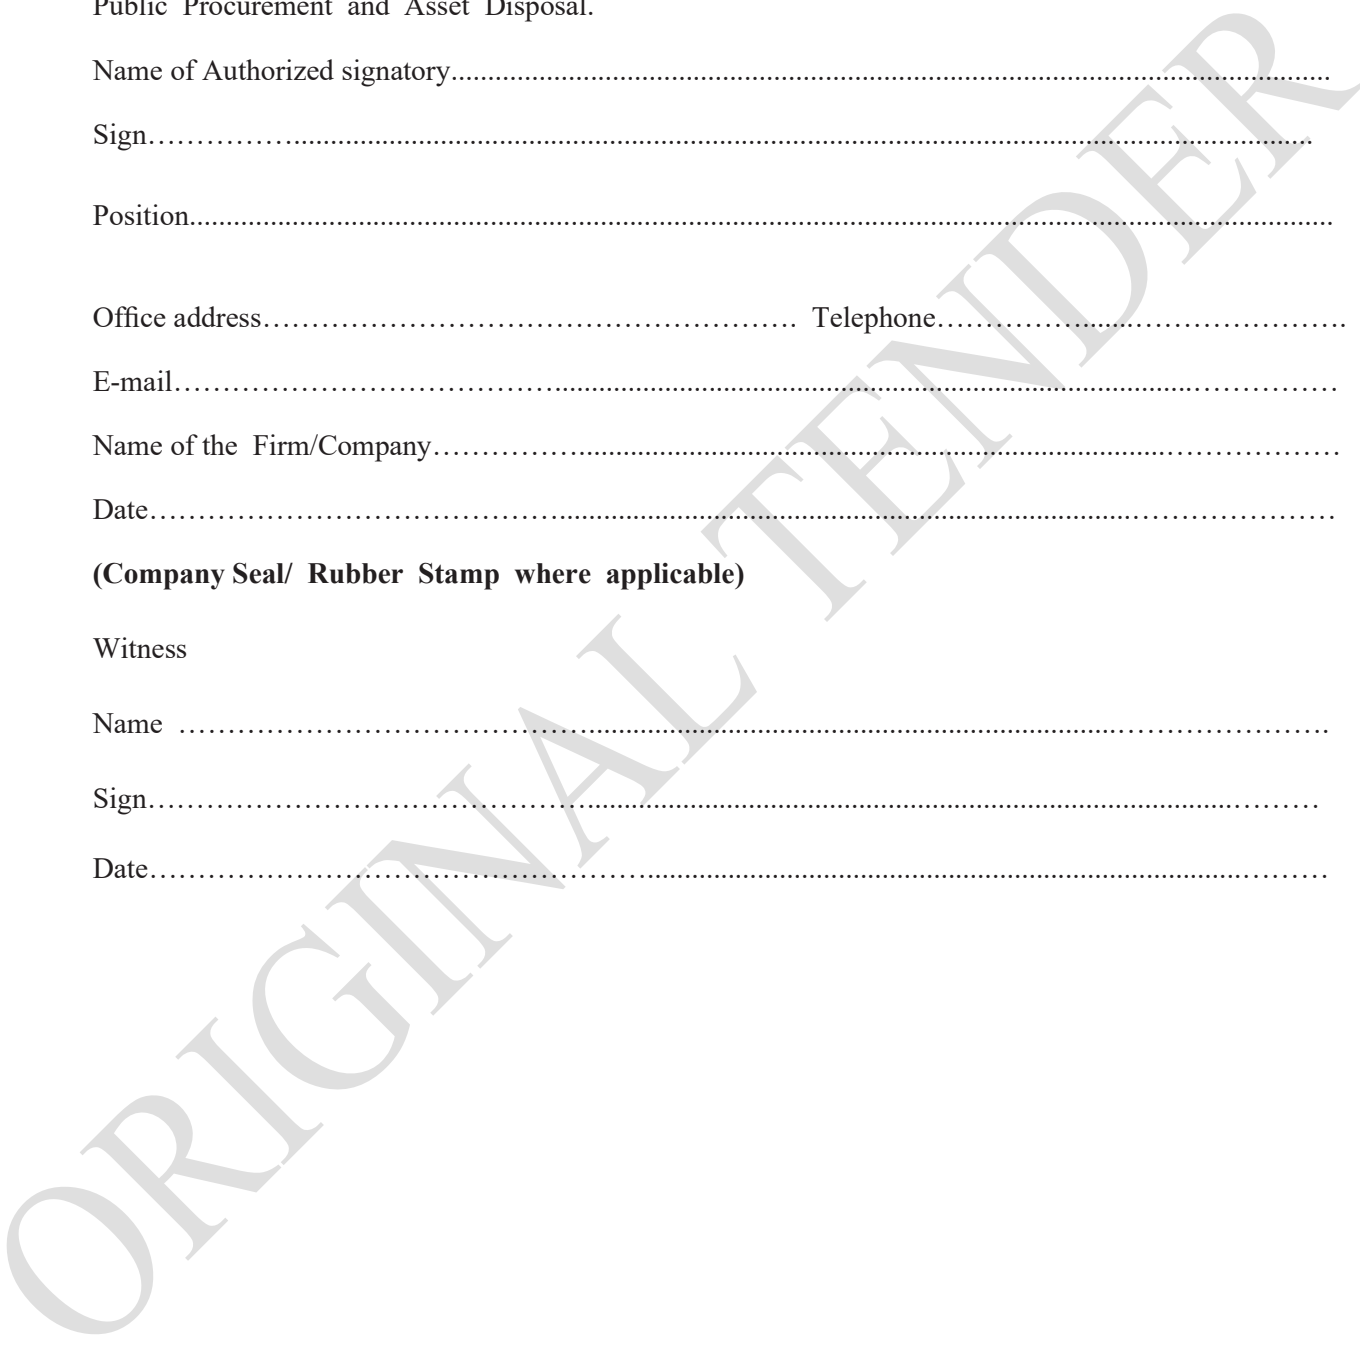 Public Procurement and Asset Disposal.
Name of Authorized signatory....................................................................................................................
Sign……………....................................................................................................................................
Position..........................................................................................................................................................
Office address………………………………………………. Telephone…………….......………………….
E-mail…………………………………........................................................................................……………
Name of the Firm/Company……………................................................................................………………
Date……………………………………............................................................................…………………
(Company Seal/ Rubber Stamp where applicable)
Witness
Name …………………………………….........................................................................………………….
Sign………………………………………........................................................................................………
Date……………………………………………..................................................................................………
ORIGINAL TENDER